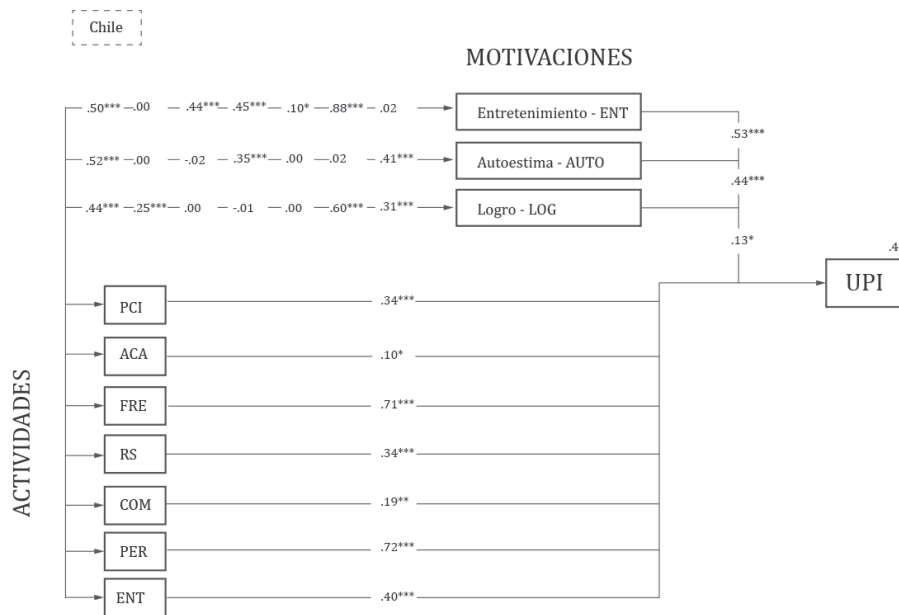 Chile
MOTIVACIONES
.50*** .00 .44*** .45*** .10* .88*** .02 Entretenimiento - ENT
.53***
.52*** .00 -.02 .35*** .00 .02 .41*** Autoestima - AUTO
.44***
.44*** .25*** .00 -.01 .00 .60*** .31*** Logro - LOG
.13*
UPI
PCI .34***
ACA .10*
FRE .71***
RS .34***
COM .19**
PER .72***
ENT .40***
ACTIVIDADES